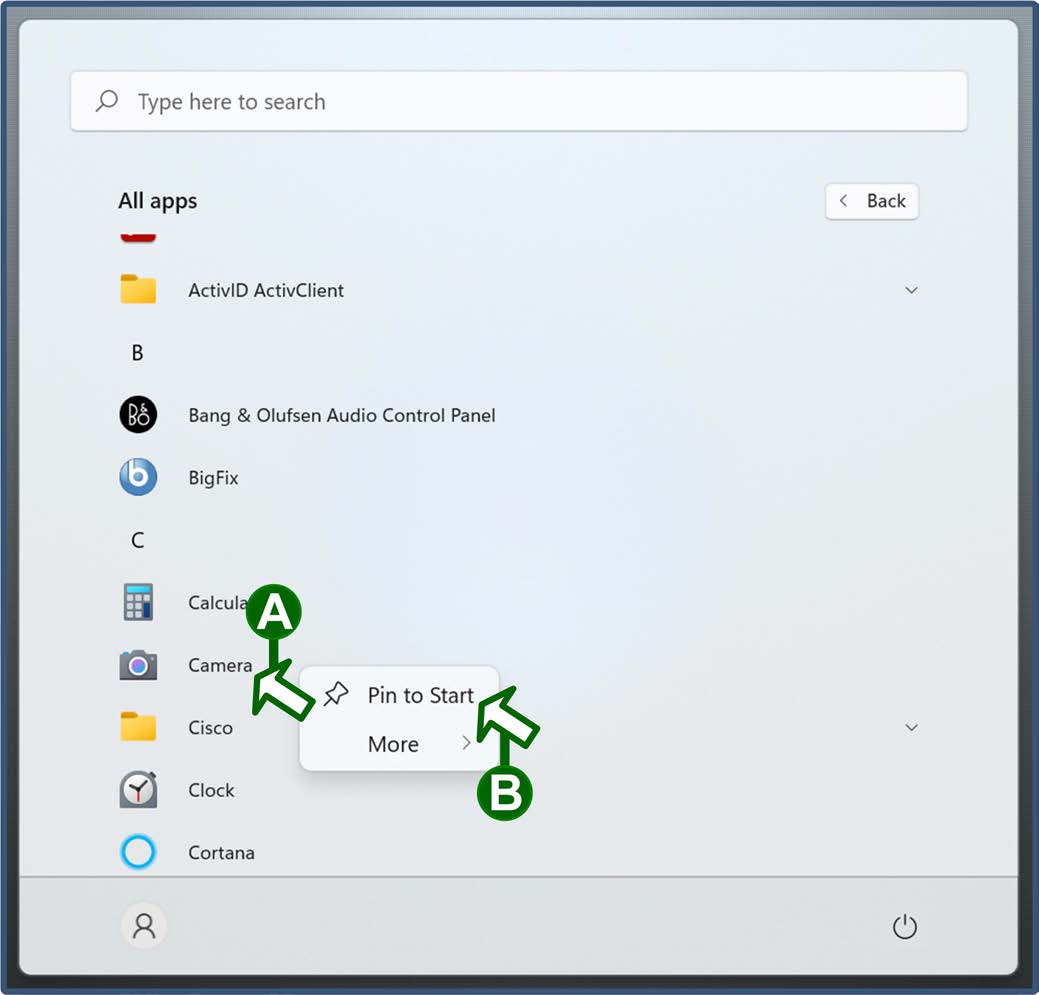 Type here to search
All apps
Back
ActivID ActivClient
B
B&O
Bang & Olufsen Audio Control Panel
b
BigFix
C
Calcula
A
Camera
Pin to Start
Cisco
More
B
Clock
Cortana